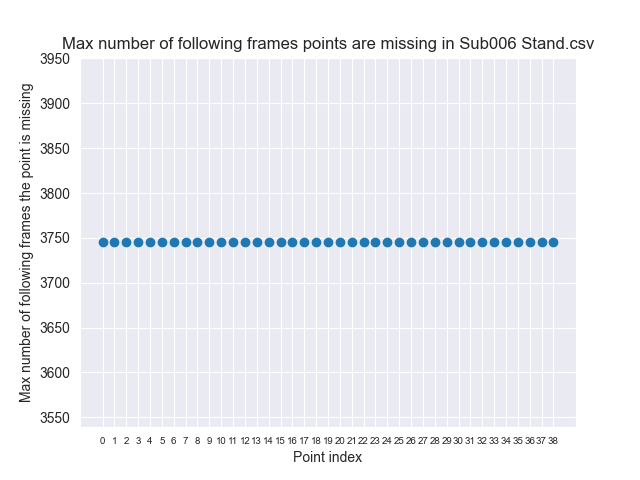 Max number of following frames points are missing in Sub006 Stand.csv
3950
3900
3850
3800
3750
3700
3650
3600
3550
Max number of following frames the point is missing
0 1 2 3 4 5 6 7 8 9 10 11 12 13 14 15 16 17 18 19 20 21 22 23 24 25 26 27 28 29 30 31 32 33 34 35 36 37 38
Point index